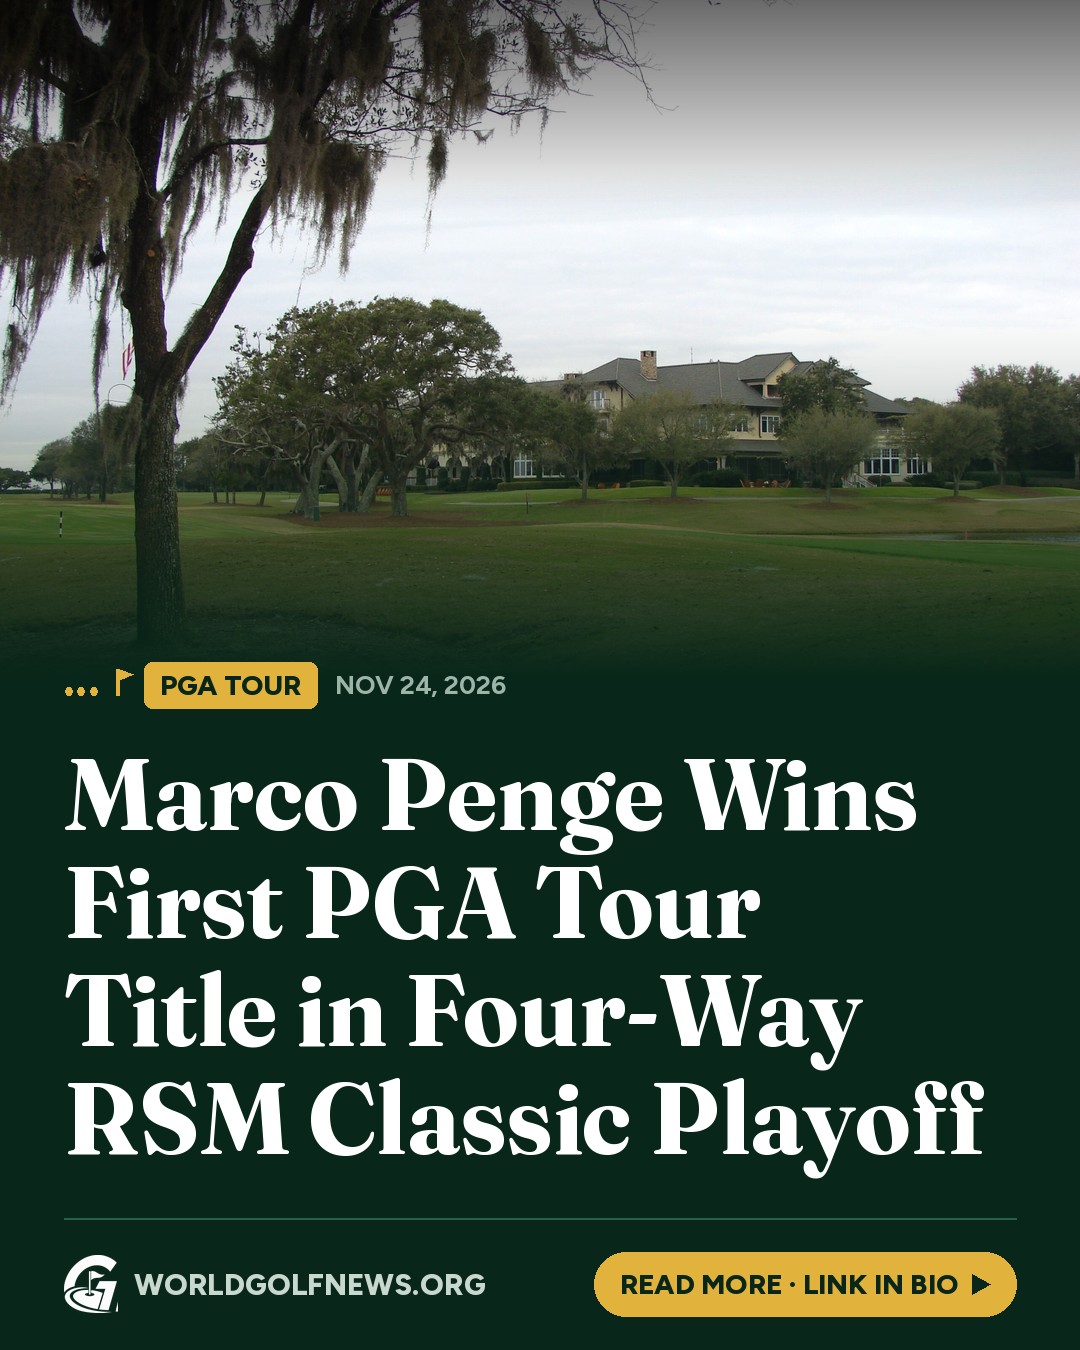 PGA TOUR
NOV 24, 2026
Marco Penge Wins
First PGA Tour
Title in Four-Way
RSM Classic Playoff
WORLDGOLFNEWS.ORG
READ MORE · LINK IN BIO